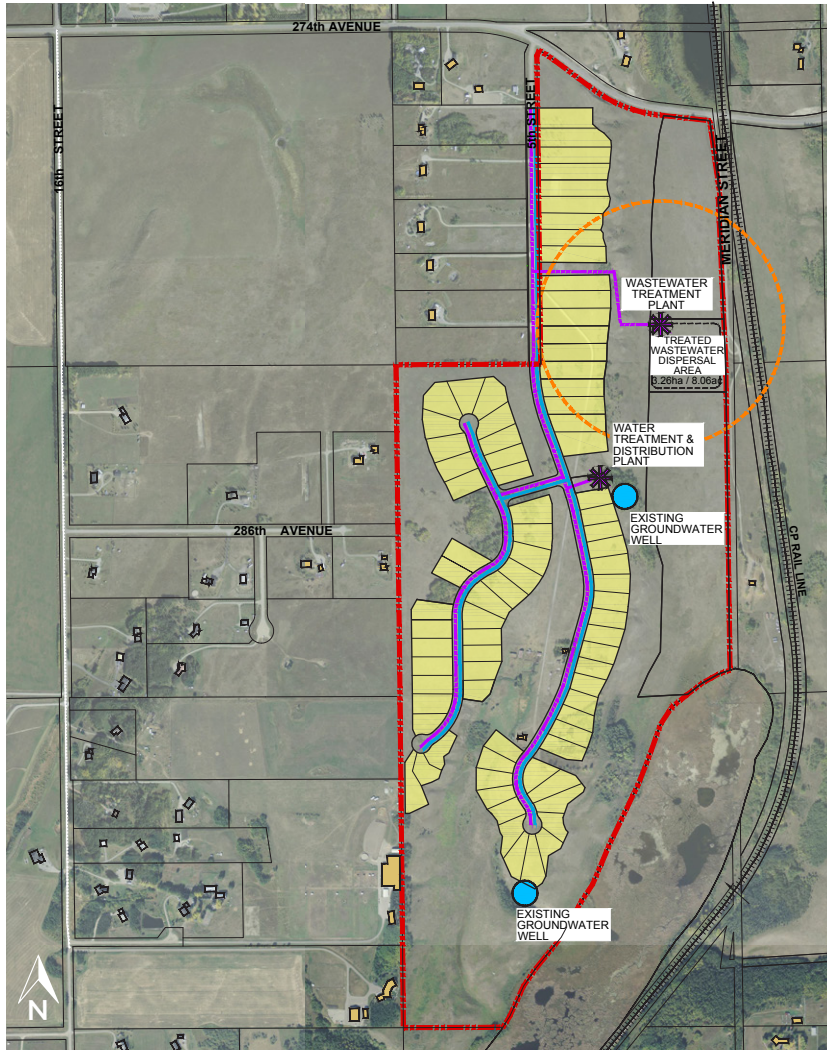 274th AVENUE
16th STREET
5th STREET
MERIDIAN STREET
WASTEWATER
TREATMENT
PLANT
TREATED
WASTEWATER
DISPERSAL
AREA
3.26ha / 8.06ac
WATER
TREATMENT &
DISTRIBUTION
PLANT
EXISTING
GROUNDWATER
WELL
286th AVENUE
CP RAIL LINE
EXISTING
GROUNDWATER
WELL
N